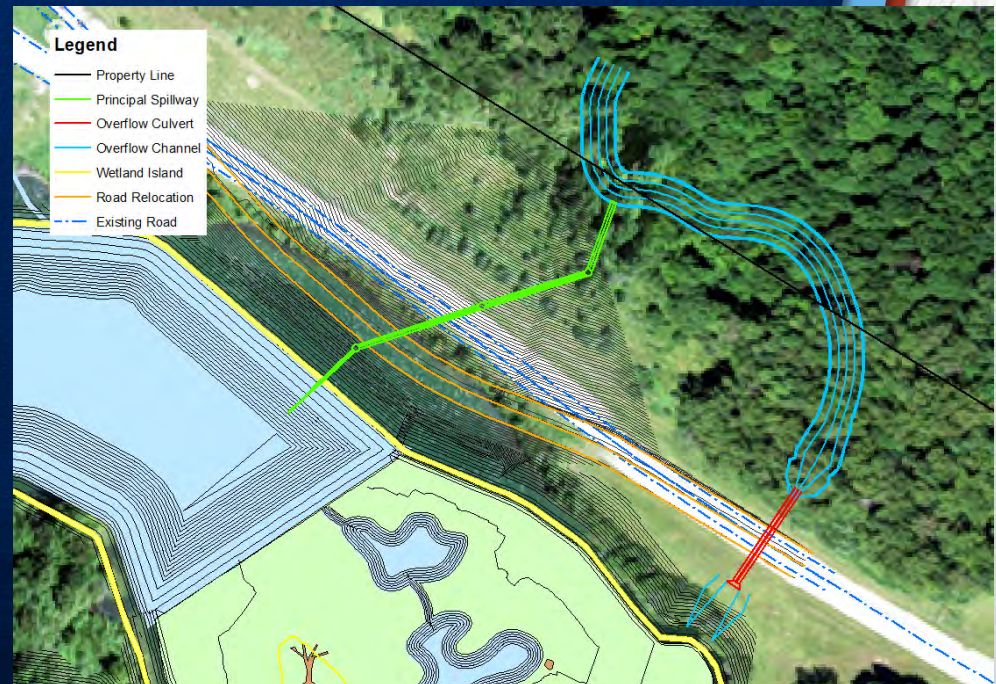 Legend
Property Line
Principal Spillway
Overflow Culvert
Overflow Channel
Wetland Island
Road Relocation
Existing Road